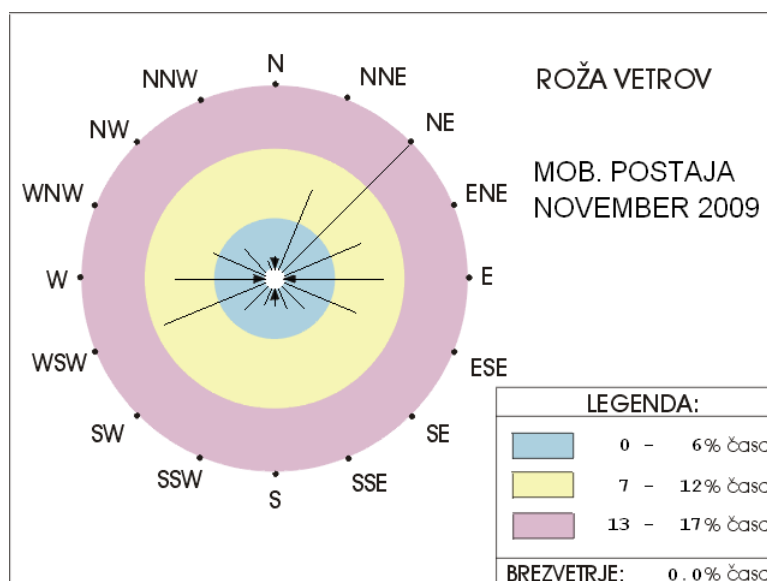 ROŽA VETROV
MOB. POSTAJA
NOVEMBER 2009
N
NNE
NE
ENE
E
ESE
SE
SSE
S
SSW
SW
WSW
W
WNW
NW
NNW
LEGENDA:
0 - 6% časa
7 - 12% časa
13 - 17% časa
BREZVETRJE: 0.0% časa